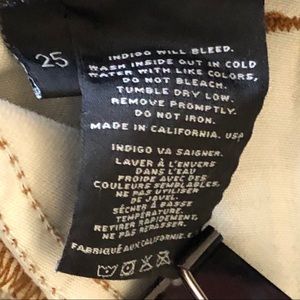 25
INDIGO WILL BLEED.
WASH INSIDE OUT IN COLD
WATER WITH LIKE COLORS,
DO NOT BLEACH.
TUMBLE DRY LOW.
REMOVE PROMPTLY.
DO NOT IRON.
MADE IN CALIFORNIA. USA
INDIGO VA SAIGNER.
LAVER À L'ENVERS
DANS L'EAU
FROIDE AVEC DES
COULEURS SEMBLABLES,
NE PAS UTILISER
DE JAVEL.
SÉCHER À BASSE
TEMPÉRATURE.
RETIRER RAPIDEMENT,
NE PAS REPASSER.
FABRIQUÉ AUX CALIFORNIE.